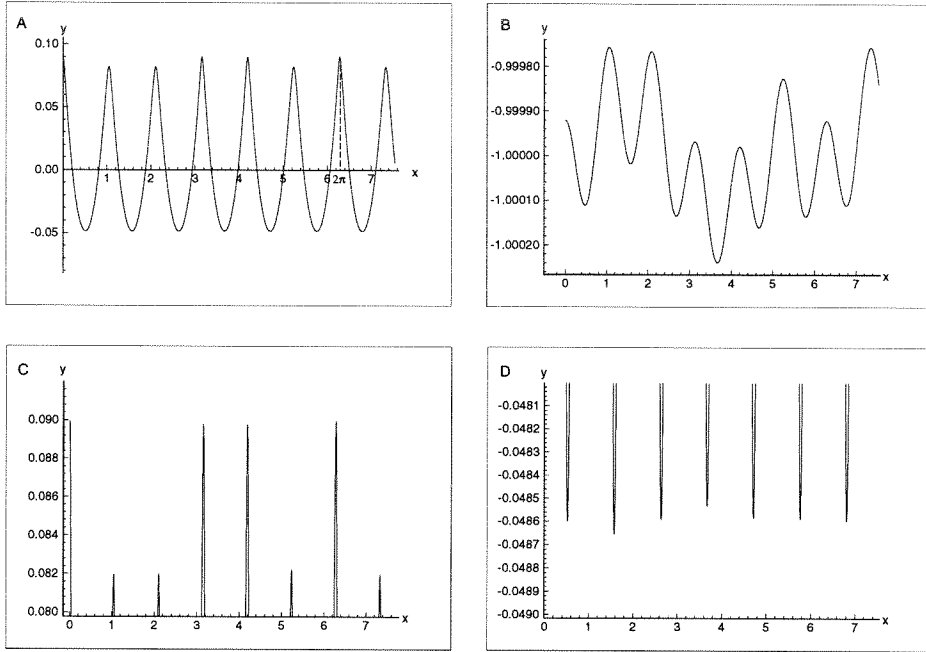 A
y
0.10
0.05
0.00
-0.05
1 2 3 4 5 6 2π 7
x
B
y
-0.99980
-0.99990
-1.00000
-1.00010
-1.00020
0 1 2 3 4 5 6 7
x
C
y
0.090
0.088
0.086
0.084
0.082
0.080
0 1 2 3 4 5 6 7
x
D
y
-0.0481
-0.0482
-0.0483
-0.0484
-0.0485
-0.0486
-0.0487
-0.0488
-0.0489
-0.0490
0 1 2 3 4 5 6 7
x